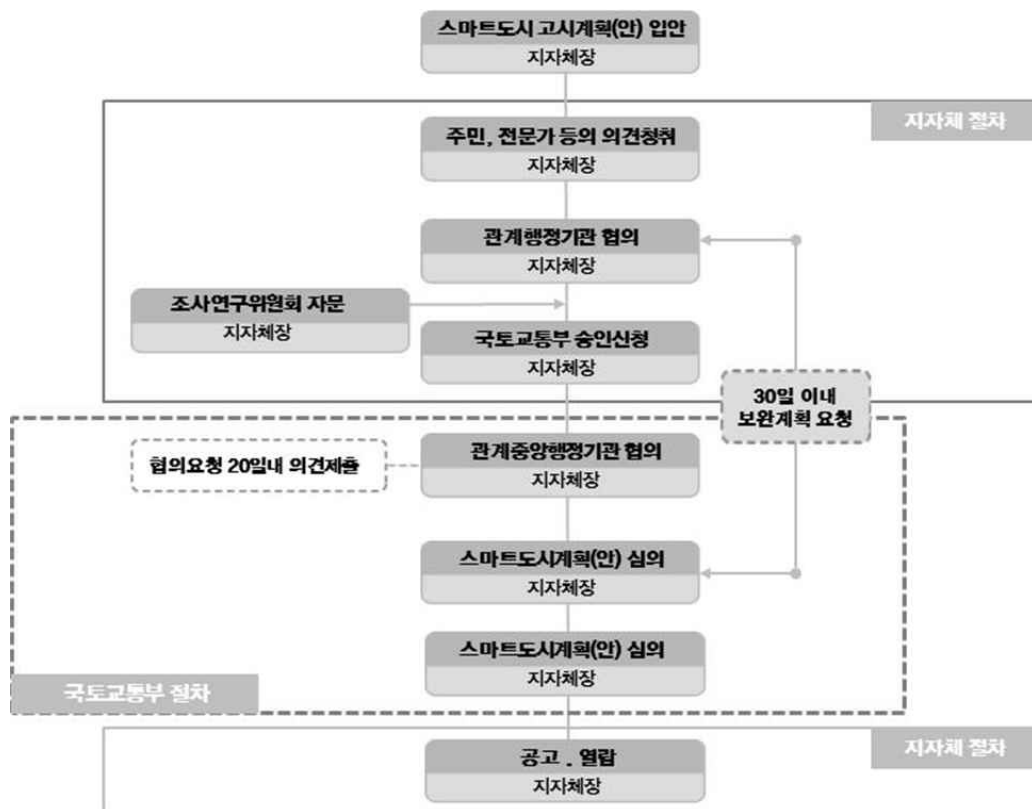 스마트도시 고시계획(안) 입안
지자체장
지자체 절차
주민, 전문가 등의 의견청취
지자체장
관계행정기관 협의
지자체장
조사연구위원회 자문
지자체장
국토교통부 승인신청
지자체장
30일 이내
보완계획 요청
관계중앙행정기관 협의
지자체장
협의요청 20일내 의견제출
스마트도시계획(안) 심의
지자체장
스마트도시계획(안) 심의
지자체장
국토교통부 절차
지자체 절차
공고 . 열람
지자체장